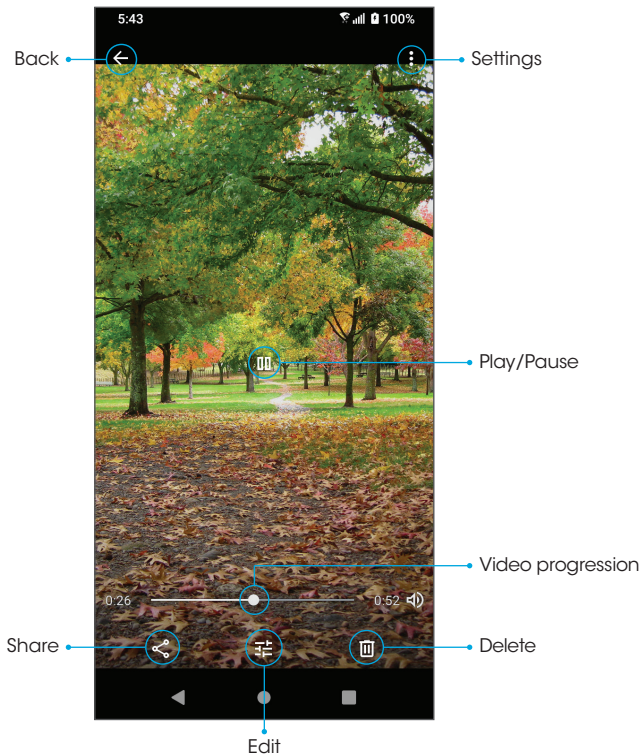 5:43
100%
Back
Settings
Play/Pause
Video progression
0:26
0:52
Share
Delete
Edit